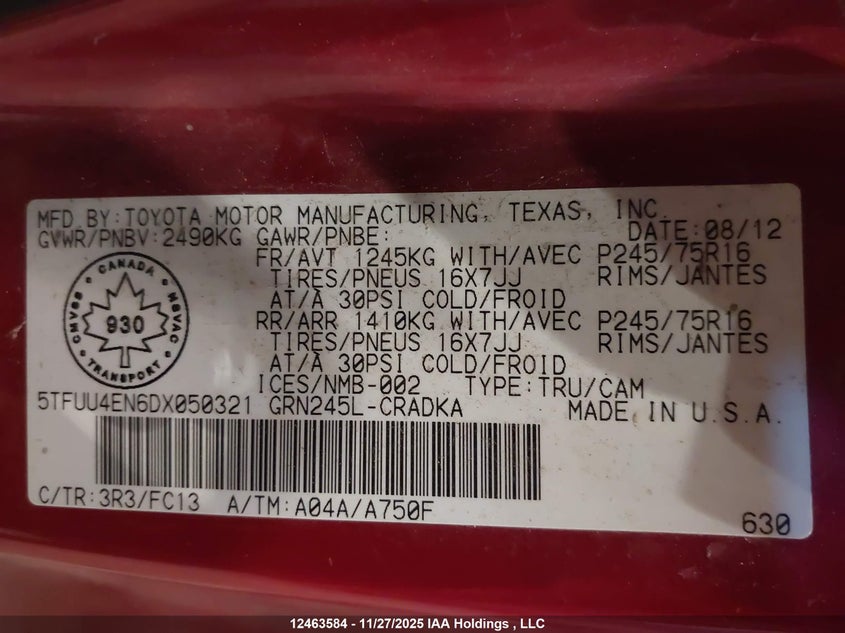 MFD BY:TOYOTA MOTOR MANUFACTURING, TEXAS, INC.
GVWR/PNBV:2490KG GAWR/PNBE: DATE:08/12
FR/AVT 1245KG WITH/AVEC P245/75R16
TIRES/PNEUS 16X7JJ RIMS/JANTES
AT/À 30PSI COLD/FROID
RR/ARR 1410KG WITH/AVEC P245/75R16
TIRES/PNEUS 16X7JJ RIMS/JANTES
AT/À 30PSI COLD/FROID
ICES/NMB-002 TYPE:TRU/CAM
CANADA
CMVSS
930
NSVAC
TRANSPORT
5TFUU4EN6DX050321 GRN245L-CRADKA MADE IN U.S.A.
C/TR:3R3/FC13 A/TM:A04A/A750F
630
12463584 - 11/27/2025 IAA Holdings , LLC